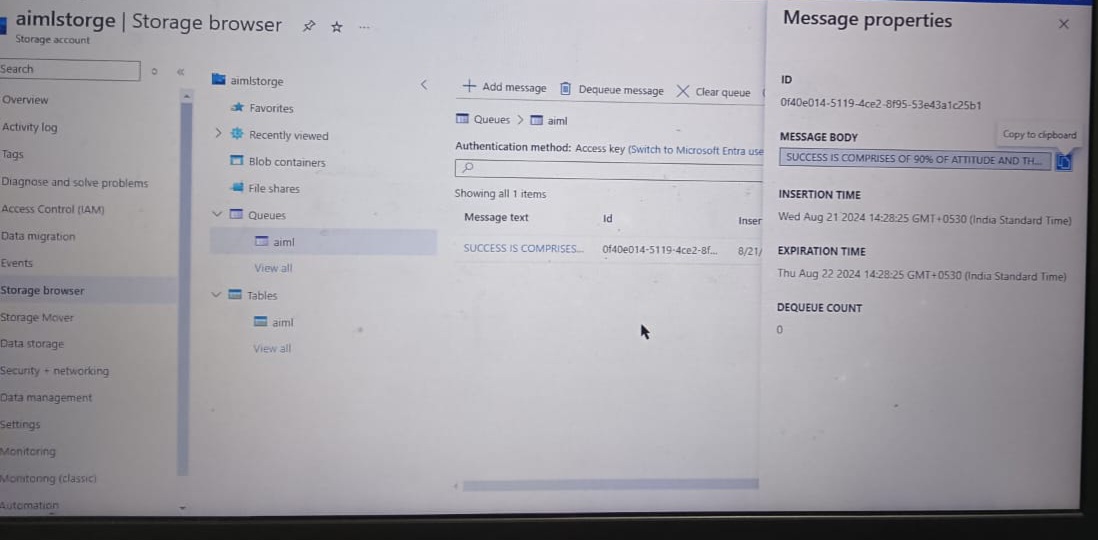 aimlstorge | Storage browser
Storage account
Search
Overview
Activity log
Tags
Diagnose and solve problems
Access Control (IAM)
Data migration
Events
Storage browser
Storage Mover
Data storage
Security + networking
Data management
Settings
Monitoring
Monitoring (classic)
Automation
aimlstorge
Favorites
Recently viewed
Blob containers
File shares
Queues
aiml
View all
Tables
aiml
View all
Add message Dequeue message Clear queue
Queues > aiml
Authentication method: Access key (Switch to Microsoft Entra use
Showing all 1 items
Message text Id Inser
SUCCESS IS COMPRISES... 0f40e014-5119-4ce2-8f... 8/21/
Message properties
ID
0f40e014-5119-4ce2-8f95-53e43a1c25b1
Copy to clipboard
MESSAGE BODY
SUCCESS IS COMPRISES OF 90% OF ATTITUDE AND TH...
INSERTION TIME
Wed Aug 21 2024 14:28:25 GMT+0530 (India Standard Time)
EXPIRATION TIME
Thu Aug 22 2024 14:28:25 GMT+0530 (India Standard Time)
DEQUEUE COUNT
0